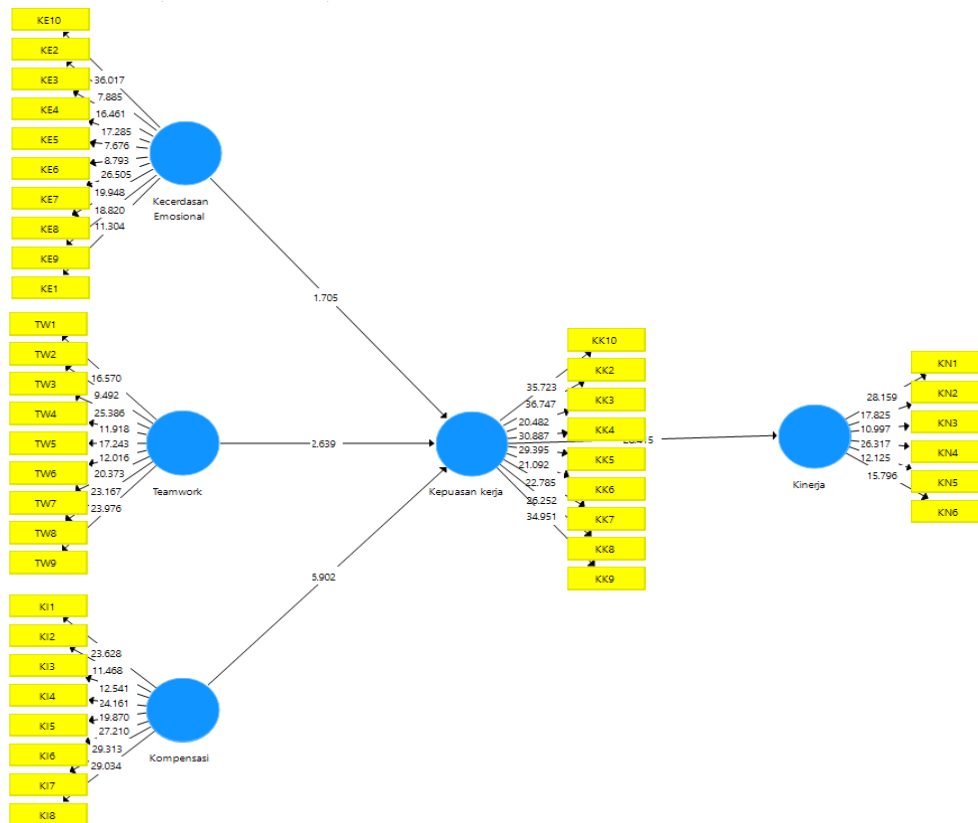 KE10
KE2
KE3
KE4
KE5
KE6
KE7
KE8
KE9
KE1
36.017
7.885
16.461
17.285
7.676
8.793
26.505
19.948
18.820
11.304
Kecerdasan
Emosional
1.705
TW1
TW2
TW3
TW4
TW5
TW6
TW7
TW8
TW9
16.570
9.492
25.386
11.918
17.243
12.016
20.373
23.167
23.976
Teamwork
2.639
KI1
KI2
KI3
KI4
KI5
KI6
KI7
KI8
23.628
11.468
12.541
24.161
19.870
27.210
29.313
29.034
Kompensasi
5.902
Kepuasan kerja
35.723
36.747
20.482
30.887
29.395
21.092
22.785
26.252
34.951
KK10
KK2
KK3
KK4
KK5
KK6
KK7
KK8
KK9
Kinerja
28.159
17.825
10.997
26.317
12.125
15.796
KN1
KN2
KN3
KN4
KN5
KN6